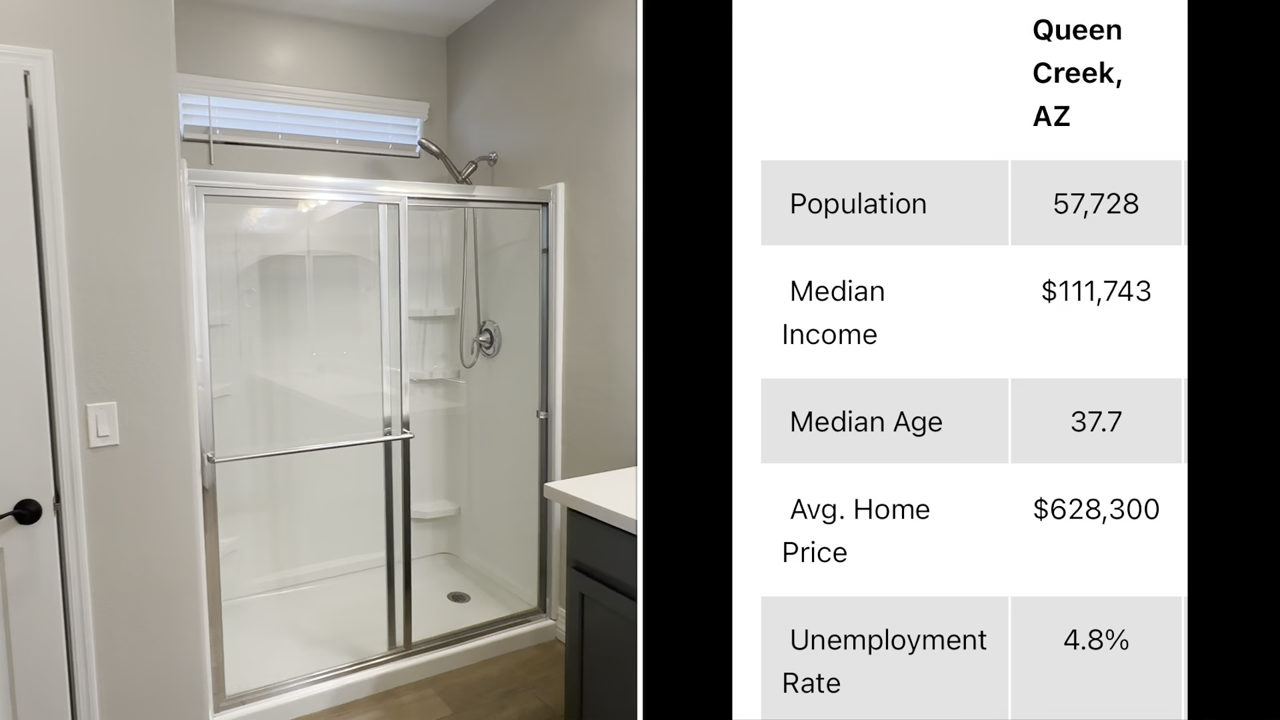 Queen
Creek,
AZ
Population 57,728
Median $111,743
Income
Median Age 37.7
Avg. Home $628,300
Price
Unemployment 4.8%
Rate